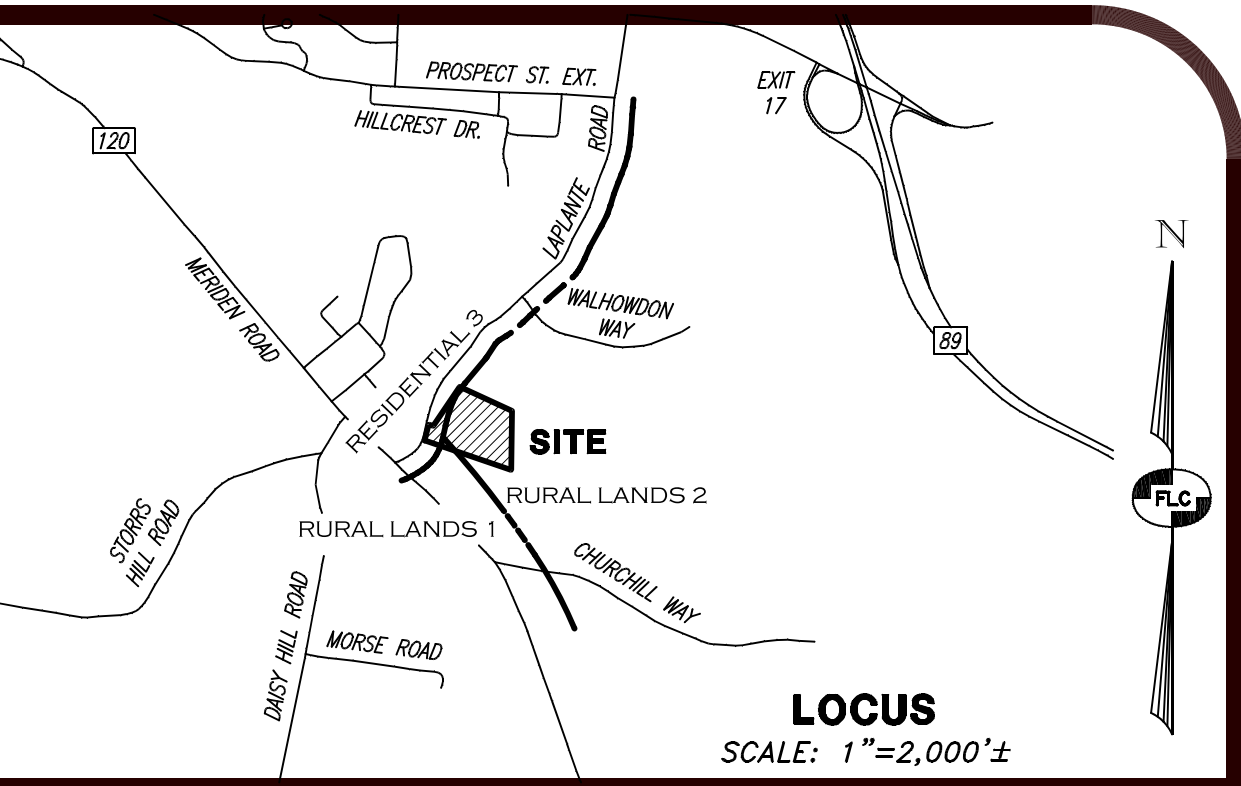 PROSPECT ST. EXT.
HILLCREST DR.
EXIT
17
120
LAPLANTE ROAD
N
MERIDEN ROAD
WALHOWDON
WAY
89
RESIDENTIAL 3
SITE
RURAL LANDS 2
FLC
STORRS
HILL ROAD
RURAL LANDS 1
CHURCHILL WAY
DAISY HILL ROAD
MORSE ROAD
LOCUS
SCALE: 1"=2,000'±